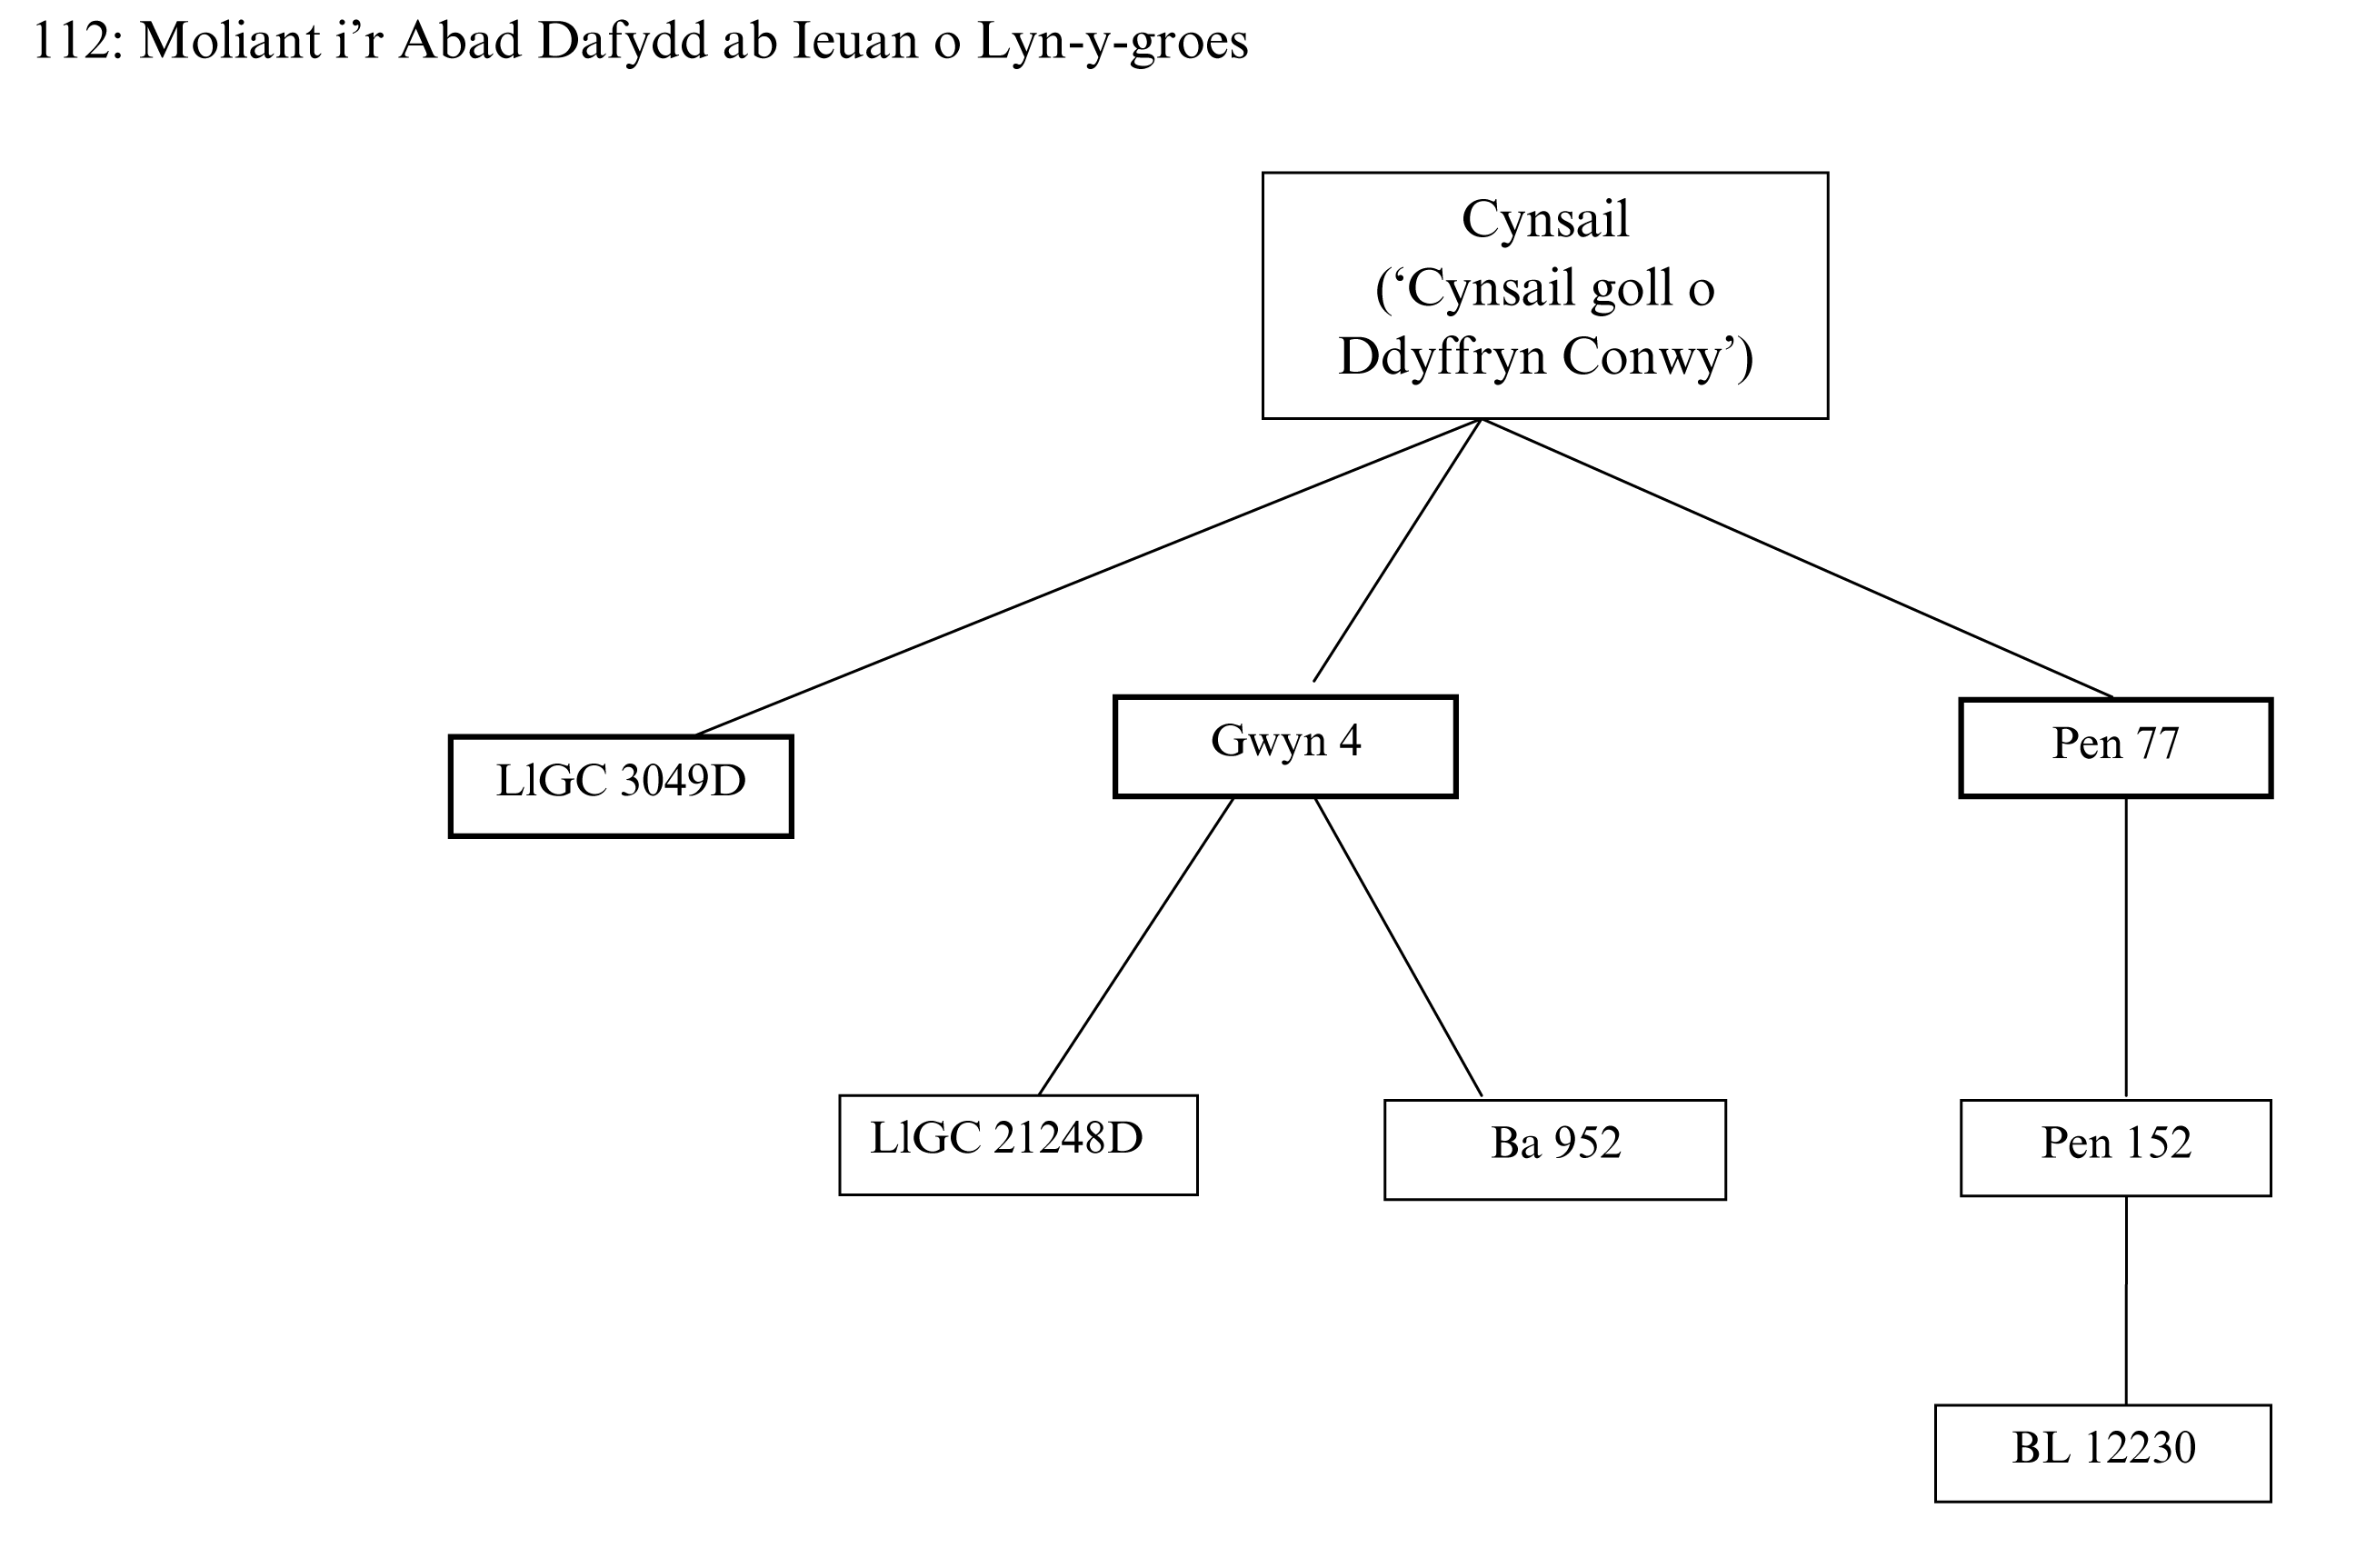 112: Molant i’r Abad Dafydd ab Ieuan o Lyn-y-groes
Cynsail
(‘Cynsail goll o
Ddyffryn Conwy’)
LlGC 3049D
Gwyn 4
Pen 77
LlGC 21248D
Ba 952
Pen 152
BL 12230